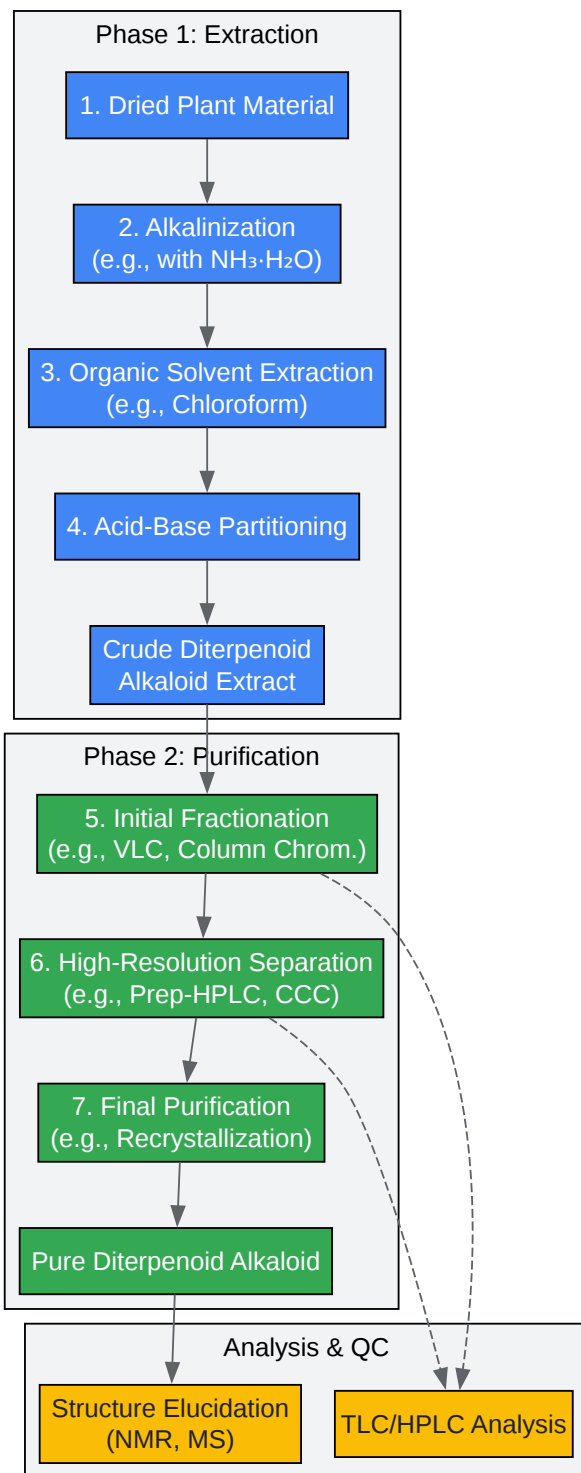 Phase 1: Extraction
1. Dried Plant Material
2. Alkalinization
(e.g., with NH₃·H₂O)
3. Organic Solvent Extraction
(e.g., Chloroform)
4. Acid-Base Partitioning
Crude Diterpenoid
Alkaloid Extract
Phase 2: Purification
5. Initial Fractionation
(e.g., VLC, Column Chrom.)
6. High-Resolution Separation
(e.g., Prep-HPLC, CCC)
7. Final Purification
(e.g., Recrystallization)
Pure Diterpenoid Alkaloid
Analysis & QC
Structure Elucidation
(NMR, MS)
TLC/HPLC Analysis